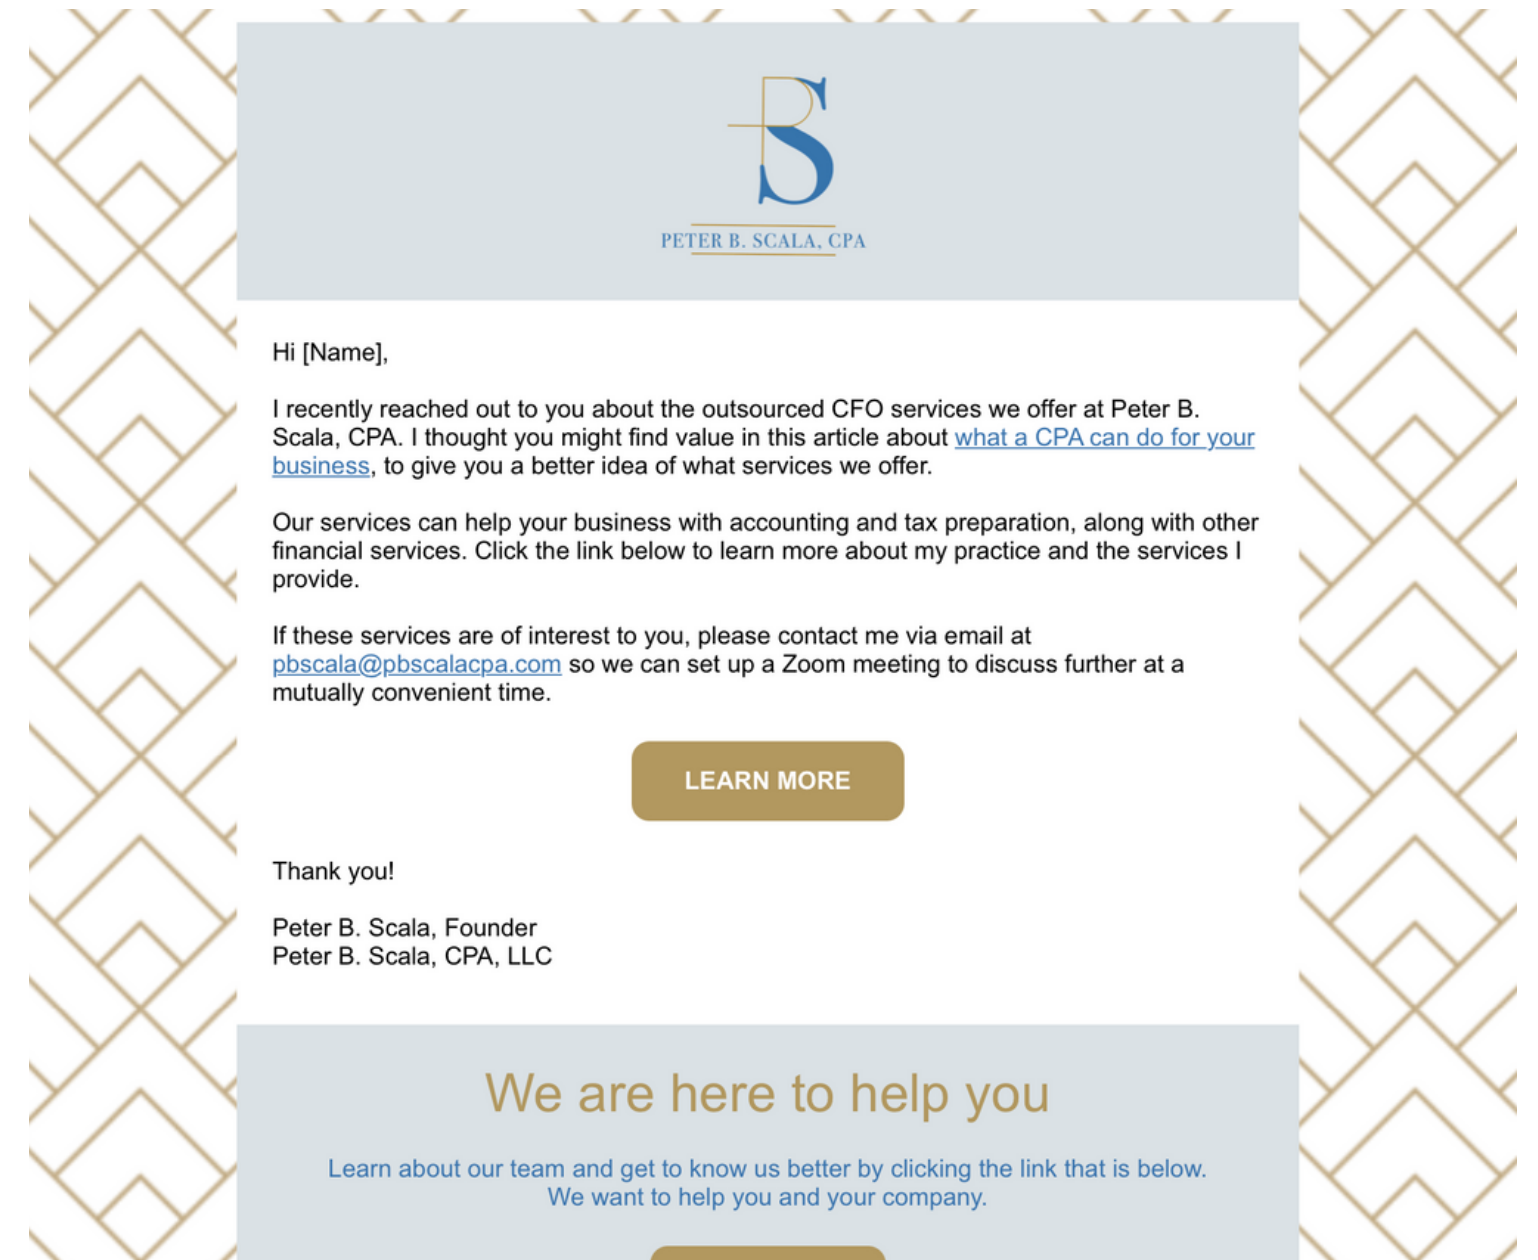 PETER B. SCALA, CPA
Hi [Name],
I recently reached out to you about the outsourced CFO services we offer at Peter B.
Scala, CPA. I thought you might find value in this article about what a CPA can do for your
business, to give you a better idea of what services we offer.
Our services can help your business with accounting and tax preparation, along with other
financial services. Click the link below to learn more about my practice and the services I
provide.
If these services are of interest to you, please contact me via email at
pbscala@pbscalacpa.com so we can set up a Zoom meeting to discuss further at a
mutually convenient time.
LEARN MORE
Thank you!
Peter B. Scala, Founder
Peter B. Scala, CPA, LLC
We are here to help you
Learn about our team and get to know us better by clicking the link that is below.
We want to help you and your company.